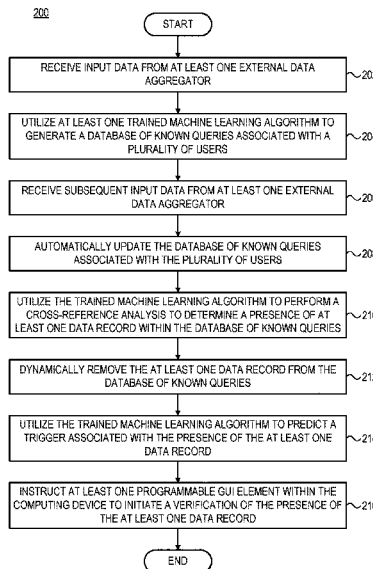 200
START
RECEIVE INPUT DATA FROM AT LEAST ONE EXTERNAL DATA
AGGREGATOR
UTILIZE AT LEAST ONE TRAINED MACHINE LEARNING ALGORITHM TO
GENERATE A DATABASE OF KNOWN QUERIES ASSOCIATED WITH A
PLURALITY OF USERS
RECEIVE SUBSEQUENT INPUT DATA FROM AT LEAST ONE EXTERNAL
DATA AGGREGATOR
AUTOMATICALLY UPDATE THE DATABASE OF KNOWN QUERIES
ASSOCIATED WITH THE PLURALITY OF USERS
UTILIZE THE TRAINED MACHINE LEARNING ALGORITHM TO PERFORM A
CROSS-REFERENCE ANALYSIS TO DETERMINE A PRESENCE OF AT
LEAST ONE DATA RECORD WITHIN THE DATABASE OF KNOWN QUERIES
DYNAMICALLY REMOVE THE AT LEAST ONE DATA RECORD FROM THE
DATABASE OF KNOWN QUERIES
UTILIZE THE TRAINED MACHINE LEARNING ALGORITHM TO PREDICT A
TRIGGER ASSOCIATED WITH THE PRESENCE OF THE AT LEAST ONE
DATA RECORD
INSTRUCT AT LEAST ONE PROGRAMMABLE GUI ELEMENT WITHIN THE
COMPUTING DEVICE TO INITIATE A VERIFICATION OF THE PRESENCE OF
THE AT LEAST ONE DATA RECORD
END